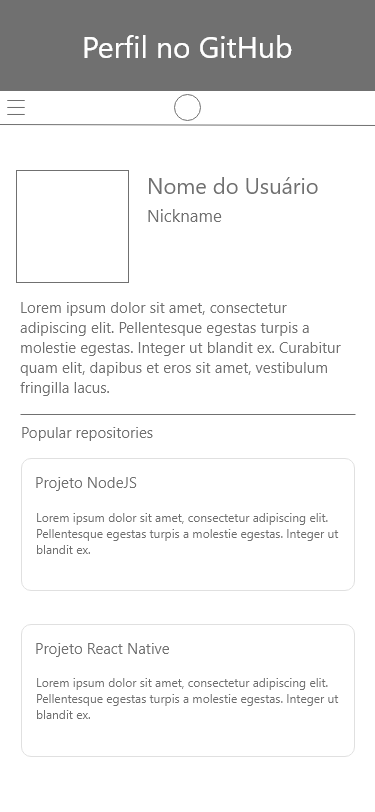 Perfil no GitHub
Nome do Usuário
Nickname
Lorem ipsum dolor sit amet, consectetur
adipiscing elit. Pellentesque egestas turpis a
molestie egestas. Integer ut blandit ex. Curabitur
quam elit, dapibus et eros sit amet, vestibulum
fringilla lacus.
Popular repositories
Projeto NodeJS
Lorem ipsum dolor sit amet, consectetur adipiscing elit.
Pellentesque egestas turpis a molestie egestas. Integer ut
blandit ex.
Projeto React Native
Lorem ipsum dolor sit amet, consectetur adipiscing elit.
Pellentesque egestas turpis a molestie egestas. Integer ut
blandit ex.